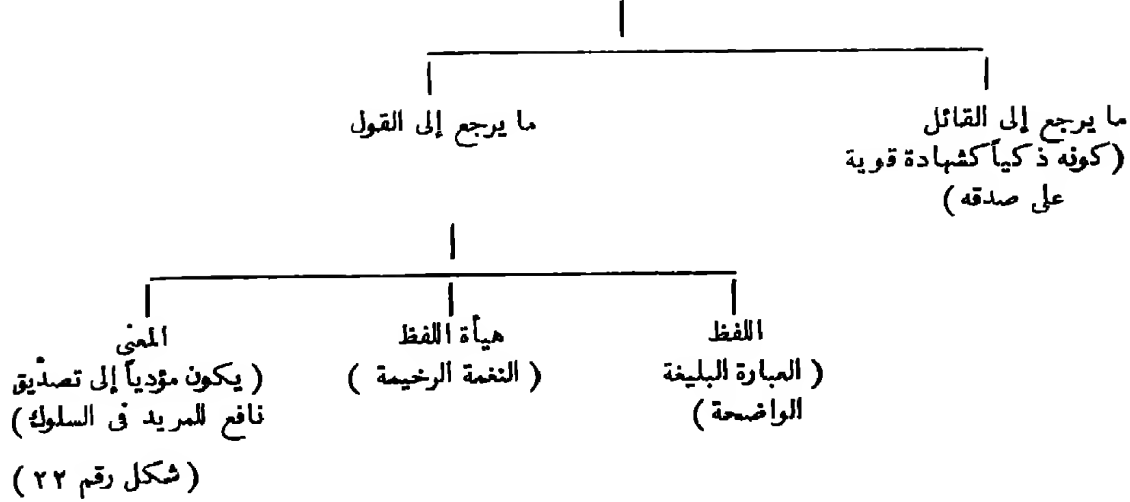 ما يرجع إلى القائل
(كونه ذكياً كشهادة قوية
على صدقه)
ما يرجع إلى القول
اللفظ
(العبارة البليغة
الواضحة)
هيأة اللفظ
(النغمة الرخيمة)
المعنى
(يكون مؤدياً إلى تصديق
نافع للمريد فى السلوك)
(شكل رقم ٢٢)